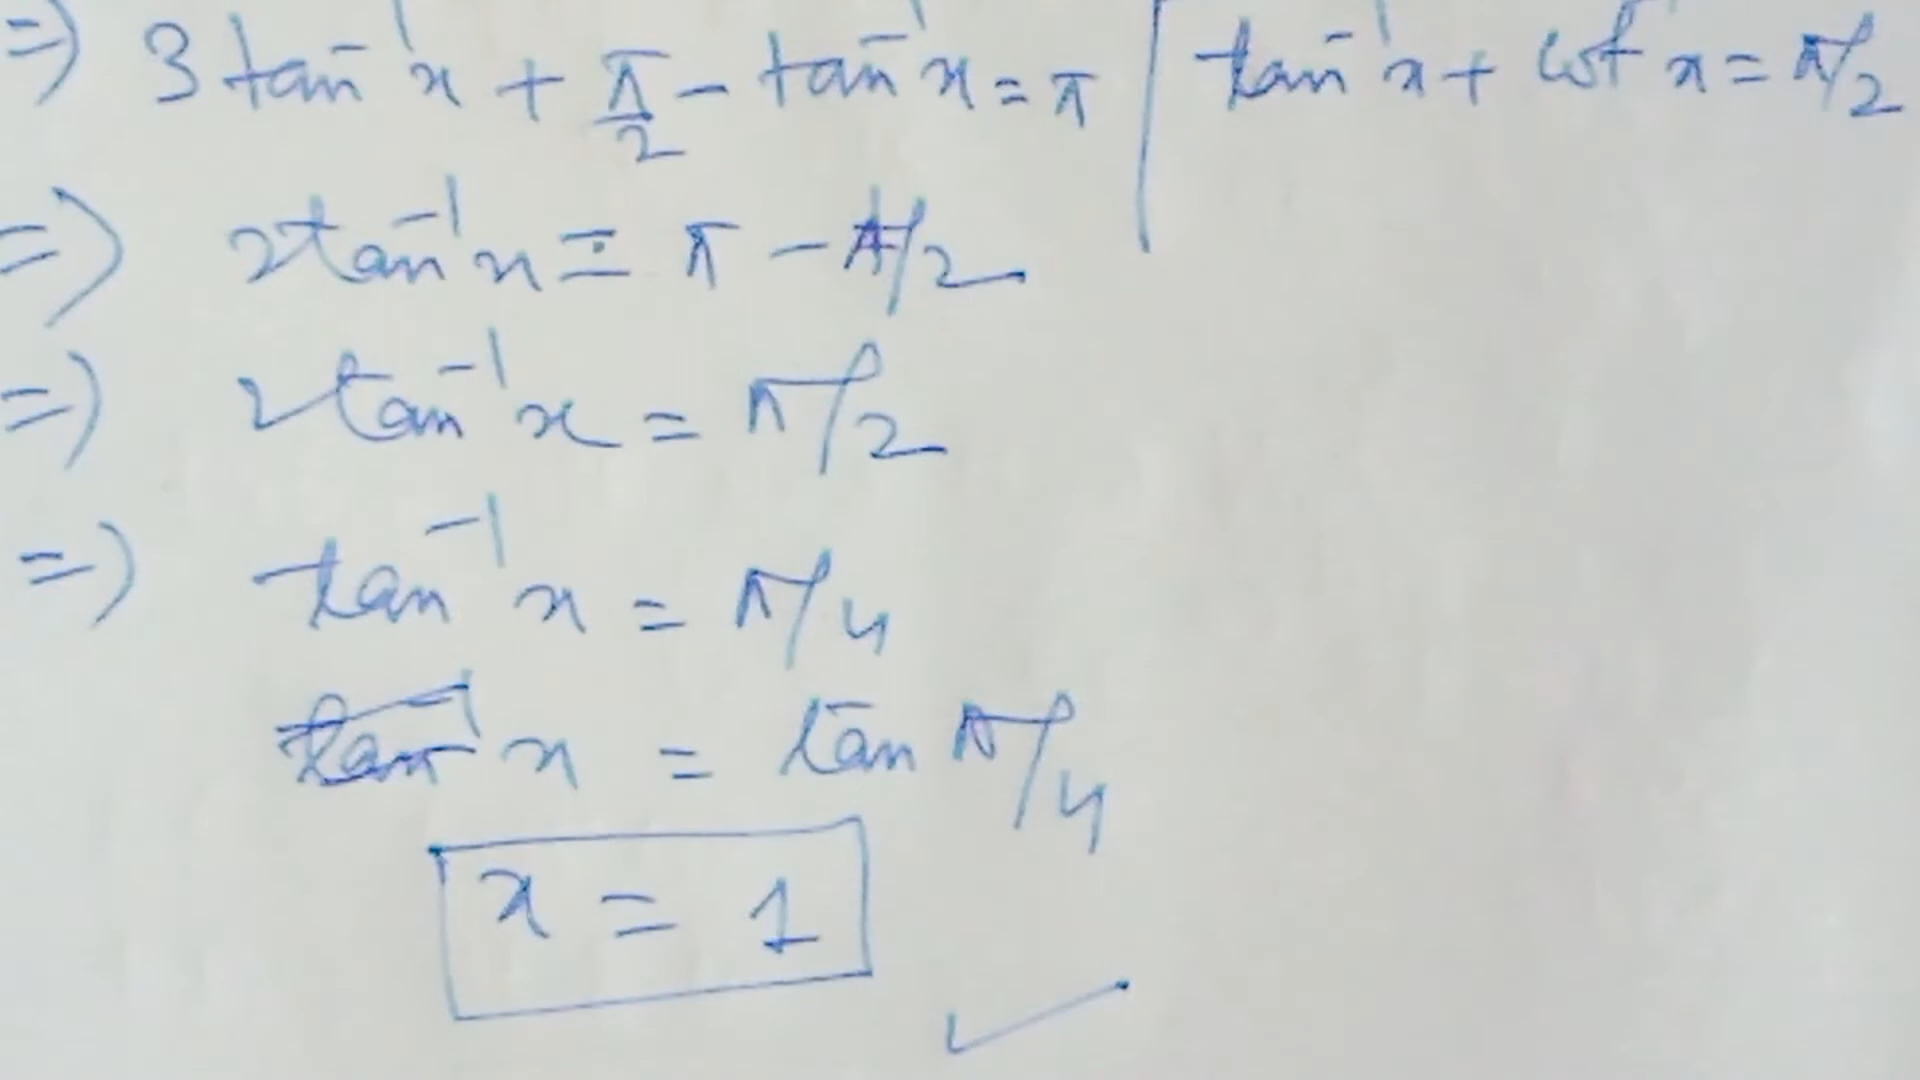 => 3 tan⁻¹x + π/2 - tan⁻¹x = π | tan⁻¹x + cot⁻¹x = π/2
=> 2tan⁻¹x = π - π/2
=> 2tan⁻¹x = π/2
=> tan⁻¹x = π/4
x = tan π/4
x = 1